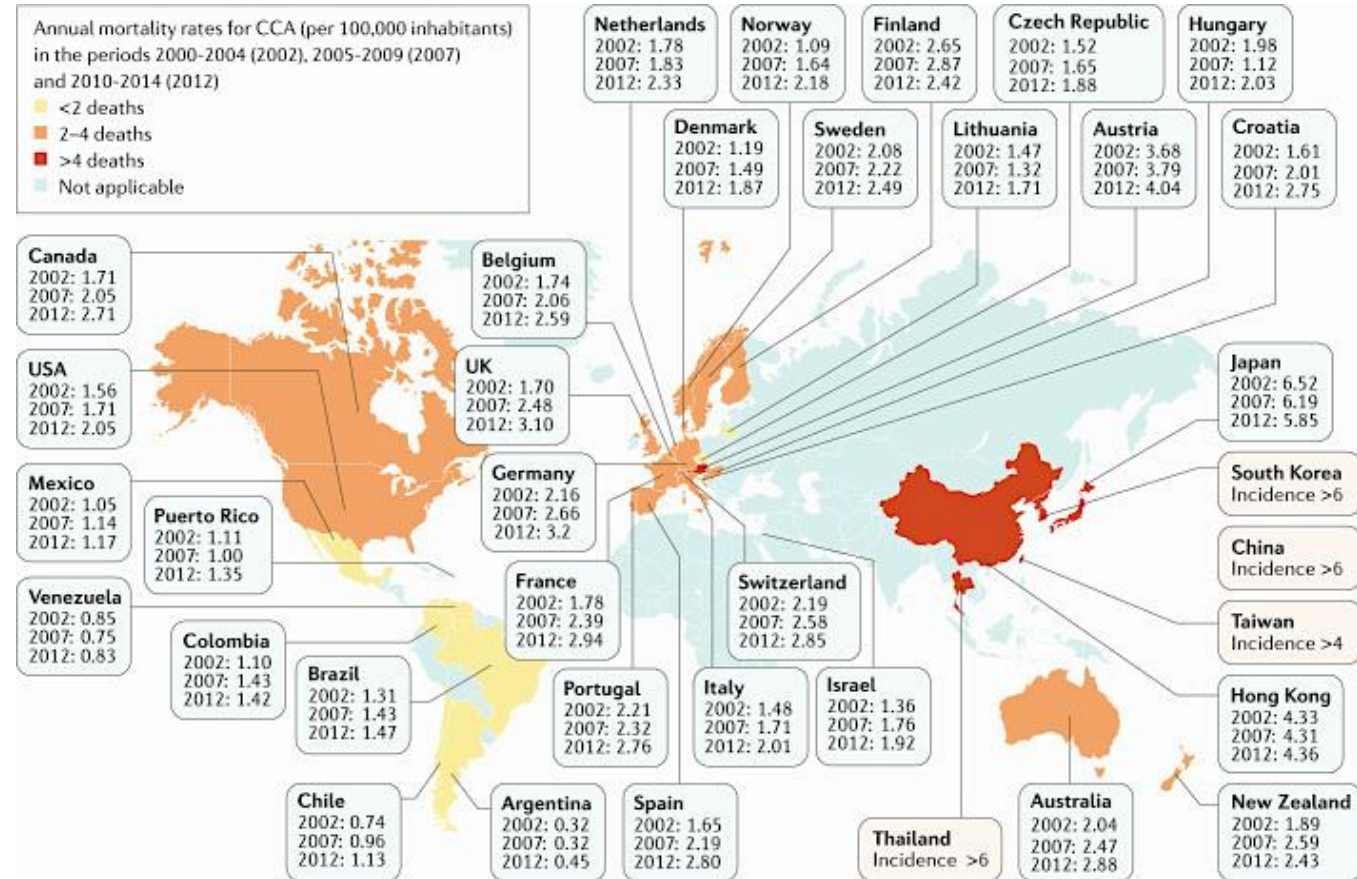 Annual mortality rates for CCA (per 100,000 inhabitants)
in the periods 2000-2004 (2002), 2005-2009 (2007)
and 2010-2014 (2012)
<2 deaths
2–4 deaths
>4 deaths
Not applicable
Netherlands
2002: 1.78
2007: 1.83
2012: 2.33
Norway
2002: 1.09
2007: 1.64
2012: 2.18
Finland
2002: 2.65
2007: 2.87
2012: 2.42
Czech Republic
2002: 1.52
2007: 1.65
2012: 1.88
Hungary
2002: 1.98
2007: 1.12
2012: 2.03
Denmark
2002: 1.19
2007: 1.49
2012: 1.87
Sweden
2002: 2.08
2007: 2.22
2012: 2.49
Lithuania
2002: 1.47
2007: 1.32
2012: 1.71
Austria
2002: 3.68
2007: 3.79
2012: 4.04
Croatia
2002: 1.61
2007: 2.01
2012: 2.75
Canada
2002: 1.71
2007: 2.05
2012: 2.71
Belgium
2002: 1.74
2007: 2.06
2012: 2.59
USA
2002: 1.56
2007: 1.71
2012: 2.05
UK
2002: 1.70
2007: 2.48
2012: 3.10
Japan
2002: 6.52
2007: 6.19
2012: 5.85
Mexico
2002: 1.05
2007: 1.14
2012: 1.17
Germany
2002: 2.16
2007: 2.66
2012: 3.2
South Korea
Incidence >6
Puerto Rico
2002: 1.11
2007: 1.00
2012: 1.35
China
Incidence >6
Venezuela
2002: 0.85
2007: 0.75
2012: 0.83
France
2002: 1.78
2007: 2.39
2012: 2.94
Switzerland
2002: 2.19
2007: 2.58
2012: 2.85
Taiwan
Incidence >4
Colombia
2002: 1.10
2007: 1.43
2012: 1.42
Brazil
2002: 1.31
2007: 1.43
2012: 1.47
Portugal
2002: 2.21
2007: 2.32
2012: 2.76
Italy
2002: 1.48
2007: 1.71
2012: 2.01
Israel
2002: 1.36
2007: 1.76
2012: 1.92
Hong Kong
2002: 4.33
2007: 4.31
2012: 4.36
Chile
2002: 0.74
2007: 0.96
2012: 1.13
Argentina
2002: 0.32
2007: 0.32
2012: 0.45
Spain
2002: 1.65
2007: 2.19
2012: 2.80
Thailand
Incidence >6
Australia
2002: 2.04
2007: 2.47
2012: 2.88
New Zealand
2002: 1.89
2007: 2.59
2012: 2.43